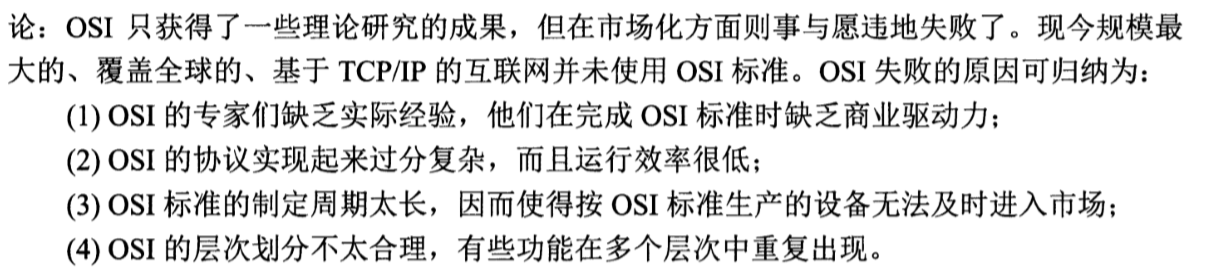 论：OSI 只获得了一些理论研究的成果，但在市场化方面则事与愿违地失败了。现今规模最
大的、覆盖全球的、基于 TCP/IP 的互联网并未使用 OSI 标准。OSI 失败的原因可归纳为：
(1) OSI 的专家们缺乏实际经验，他们在完成 OSI 标准时缺乏商业驱动力；
(2) OSI 的协议实现起来过分复杂，而且运行效率很低；
(3) OSI 标准的制定周期太长，因而使得按 OSI 标准生产的设备无法及时进入市场；
(4) OSI 的层次划分不太合理，有些功能在多个层次中重复出现。